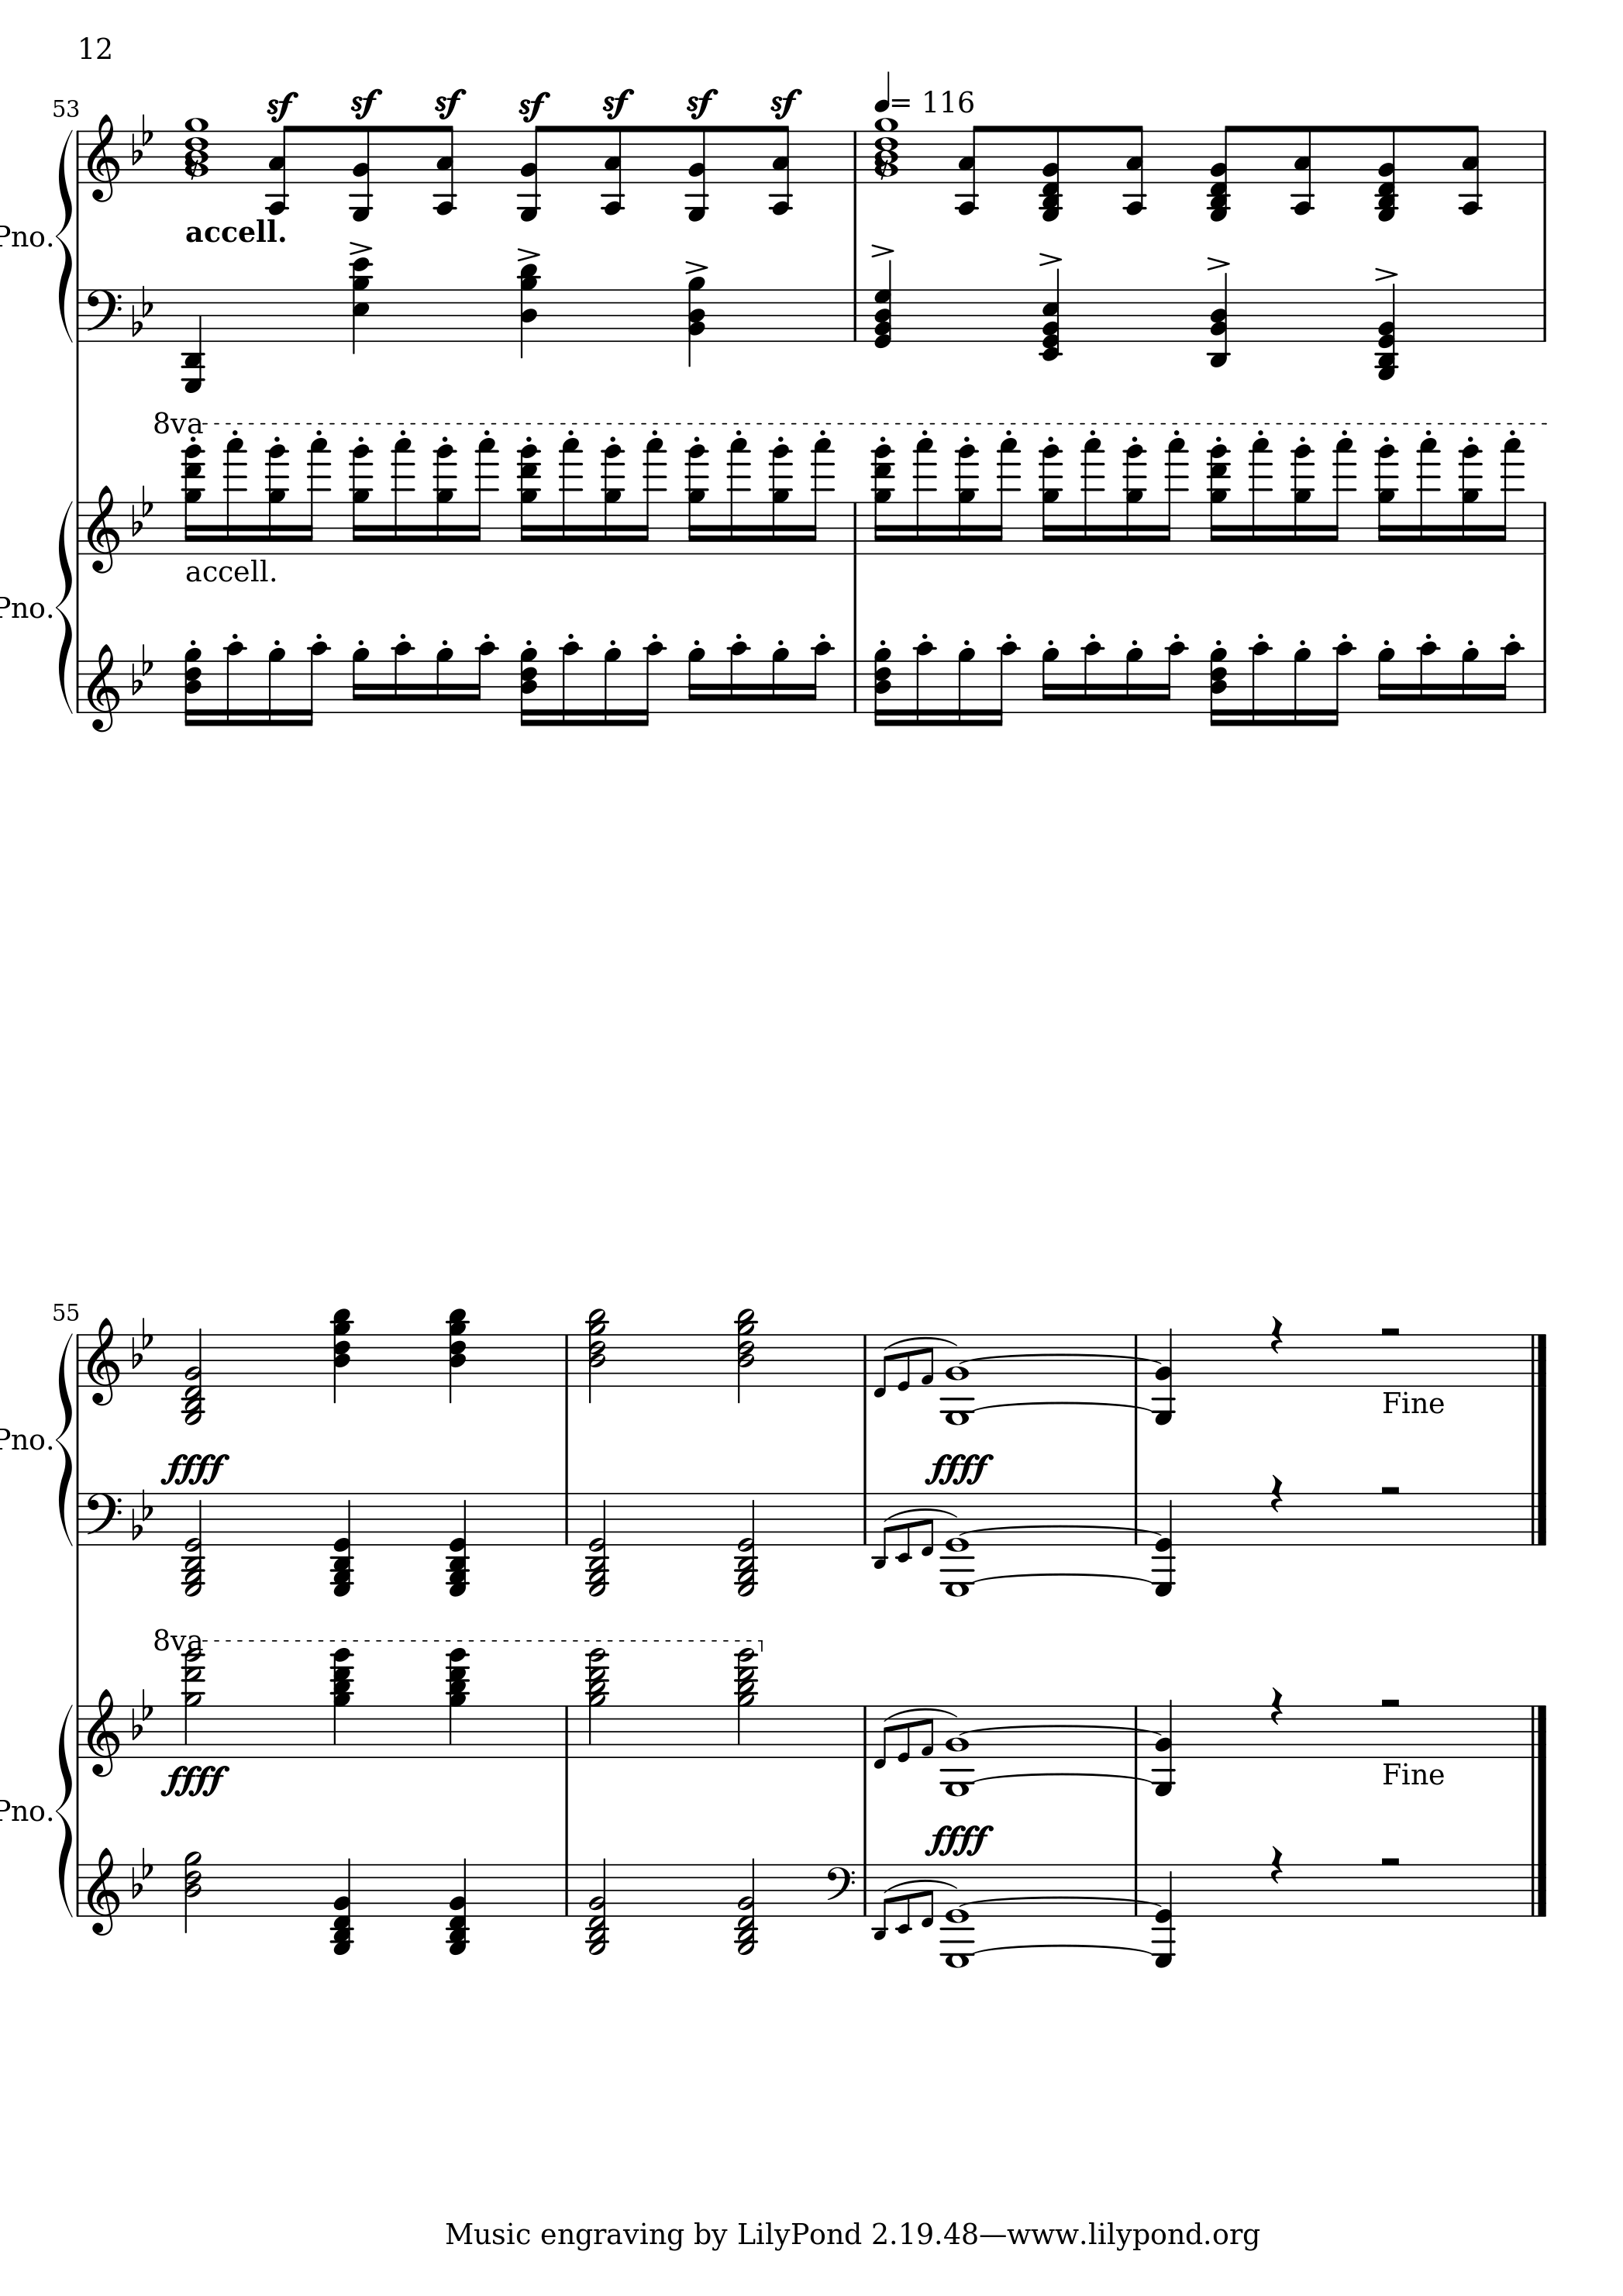 12
53
sf sf sf sf sf sf sf
= 116
Pno.
accell.
8va
accell.
Pno.
55
Pno.
Fine
ffff ffff
8va
ffff
Fine
Pno.
ffff
Music engraving by LilyPond 2.19.48—www.lilypond.org